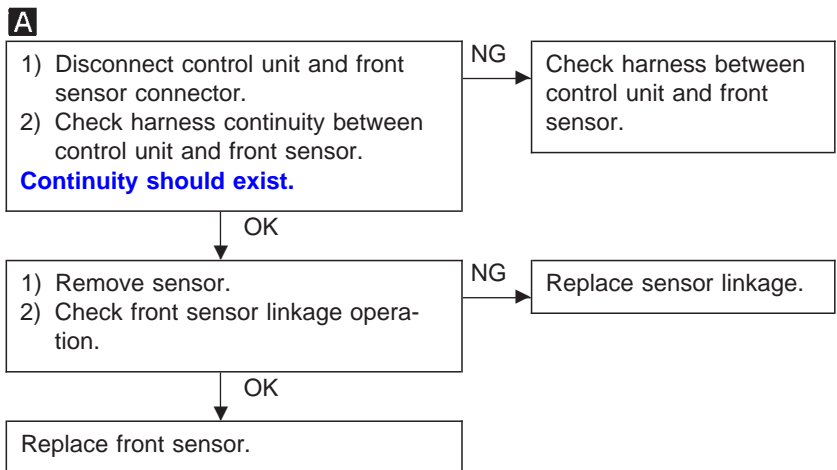 A
1) Disconnect control unit and front
sensor connector.
2) Check harness continuity between
control unit and front sensor.
Continuity should exist.
NG
Check harness between
control unit and front
sensor.
OK
1) Remove sensor.
2) Check front sensor linkage opera-
tion.
NG
Replace sensor linkage.
OK
Replace front sensor.